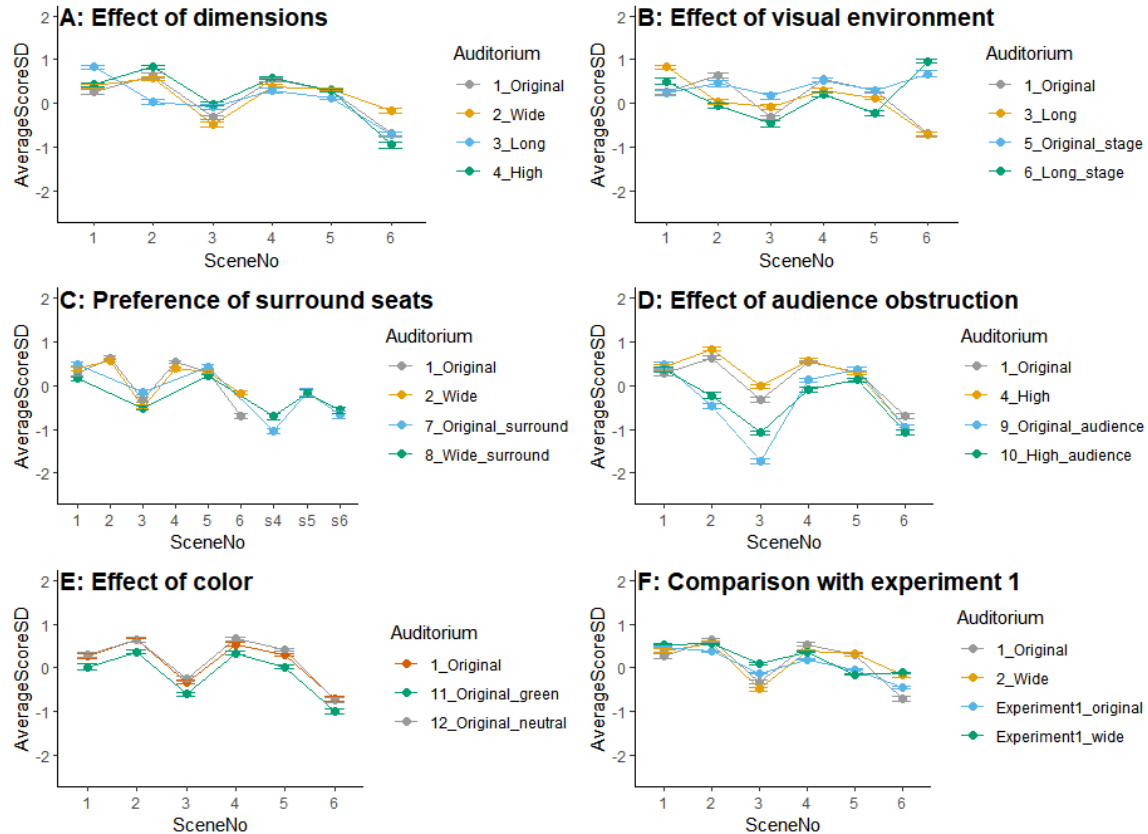 A: Effect of dimensions
AverageScoreSD
2
1
0
-1
-2
1 2 3 4 5 6
SceneNo
Auditorium
1_Original
2_Wide
3_Long
4_High
B: Effect of visual environment
AverageScoreSD
2
1
0
-1
-2
1 2 3 4 5 6
SceneNo
Auditorium
1_Original
3_Long
5_Original_stage
6_Long_stage
C: Preference of surround seats
AverageScoreSD
2
1
0
-1
-2
1 2 3 4 5 6 s4 s5 s6
SceneNo
Auditorium
1_Original
2_Wide
7_Original_surround
8_Wide_surround
D: Effect of audience obstruction
AverageScoreSD
2
1
0
-1
-2
1 2 3 4 5 6
SceneNo
Auditorium
1_Original
4_High
9_Original_audience
10_High_audience
E: Effect of color
AverageScoreSD
2
1
0
-1
-2
1 2 3 4 5 6
SceneNo
Auditorium
1_Original
11_Original_green
12_Original_neutral
F: Comparison with experiment 1
AverageScoreSD
2
1
0
-1
-2
1 2 3 4 5 6
SceneNo
Auditorium
1_Original
2_Wide
Experiment1_original
Experiment1_wide